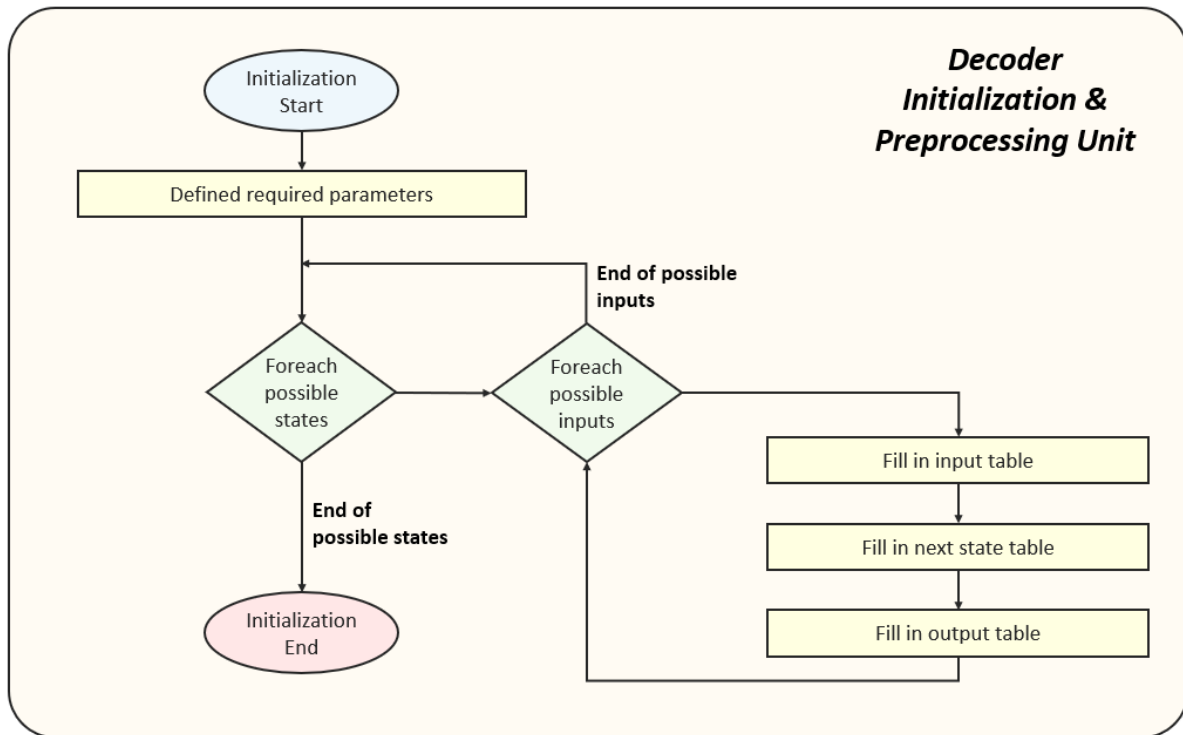 Decoder
Initialization &
Preprocessing Unit
Initialization
Start
Defined required parameters
End of possible
inputs
Foreach
possible
states
Foreach
possible
inputs
Fill in input table
Fill in next state table
Fill in output table
End of
possible states
Initialization
End